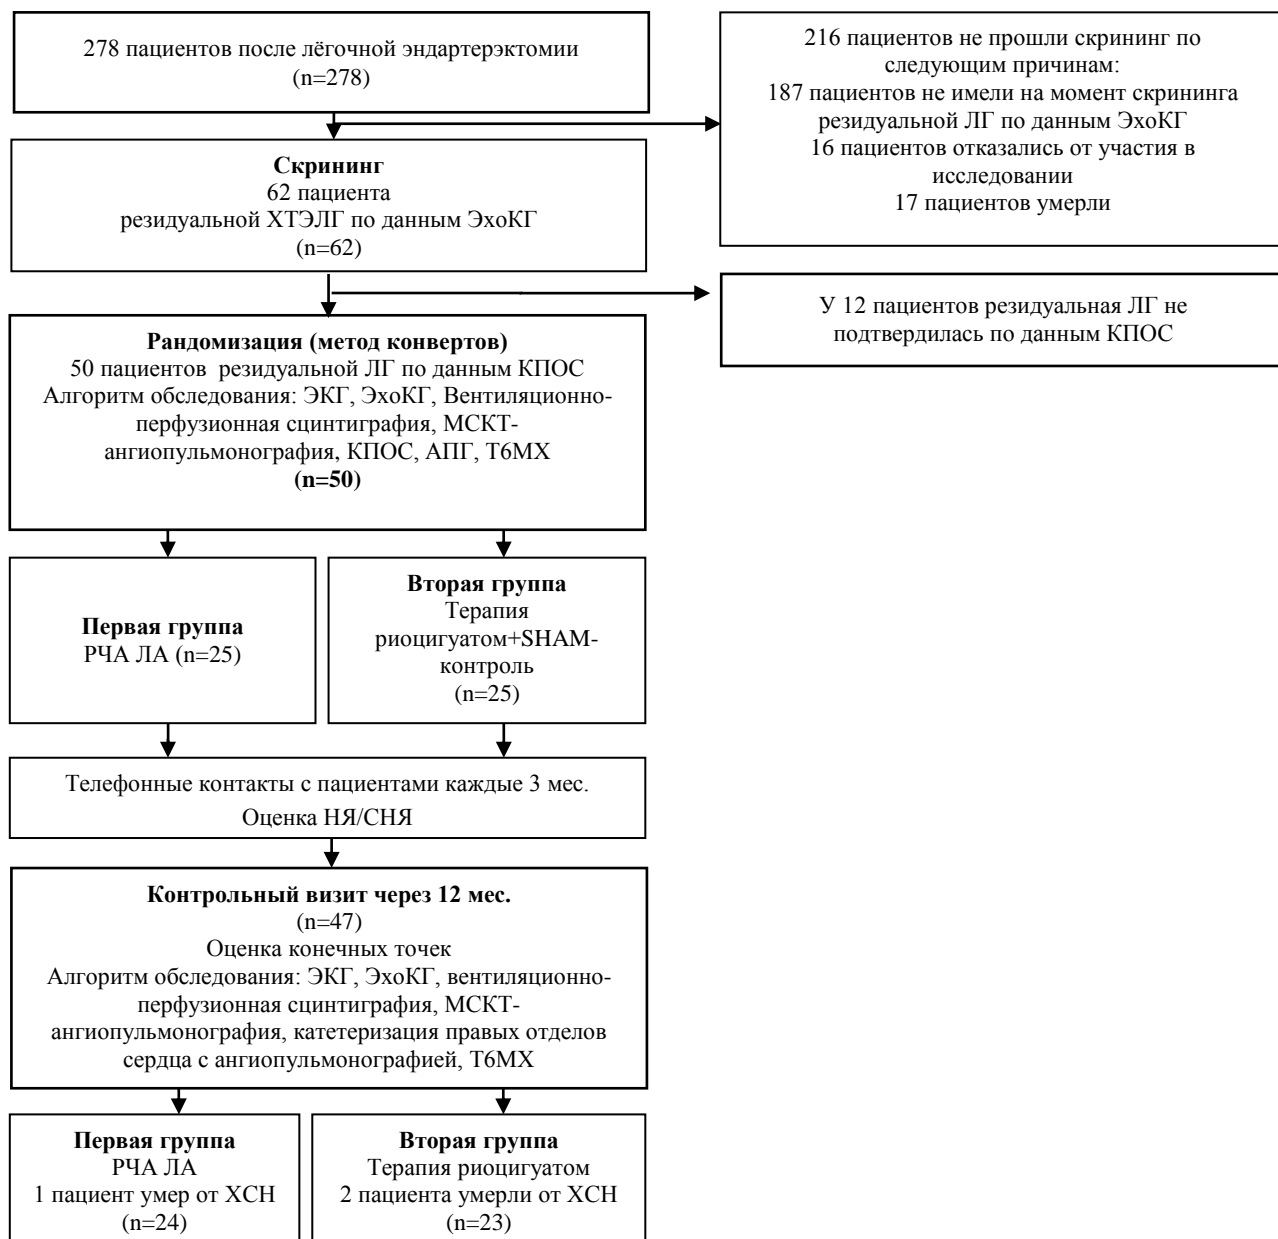 278 пациентов после лёгочной эндартерэктомии
(n=278)
216 пациентов не прошли скрининг по
следующим причинам:
187 пациентов не имели на момент скрининга
резидуальной ЛГ по данным ЭхоКГ
16 пациентов отказались от участия в
исследовании
17 пациентов умерли
Скрининг
62 пациента
резидуальной ХТЭЛГ по данным ЭхоКГ
(n=62)
У 12 пациентов резидуальная ЛГ не
подтвердилась по данным КПОС
Рандомизация (метод конвертов)
50 пациентов резидуальной ЛГ по данным КПОС
Алгоритм обследования: ЭКГ, ЭхоКГ, Вентиляционно-
перфузионная сцинтиграфия, МСКТ-
ангиопульмонография, КПОС, АПГ, Т6МХ
(n=50)
Первая группа
РЧА ЛА (n=25)
Вторая группа
Терапия
риоцигуатом+SHAM-
контроль
(n=25)
Телефонные контакты с пациентами каждые 3 мес.
Оценка НЯ/СНЯ
Контрольный визит через 12 мес.
(n=47)
Оценка конечных точек
Алгоритм обследования: ЭКГ, ЭхоКГ, вентиляционно-
перфузионная сцинтиграфия, МСКТ-
ангиопульмонография, катетеризация правых отделов
сердца с ангиопульмонографией, Т6МХ
Первая группа
РЧА ЛА
1 пациент умер от ХСН
(n=24)
Вторая группа
Терапия риоцигуатом
2 пациента умерли от ХСН
(n=23)